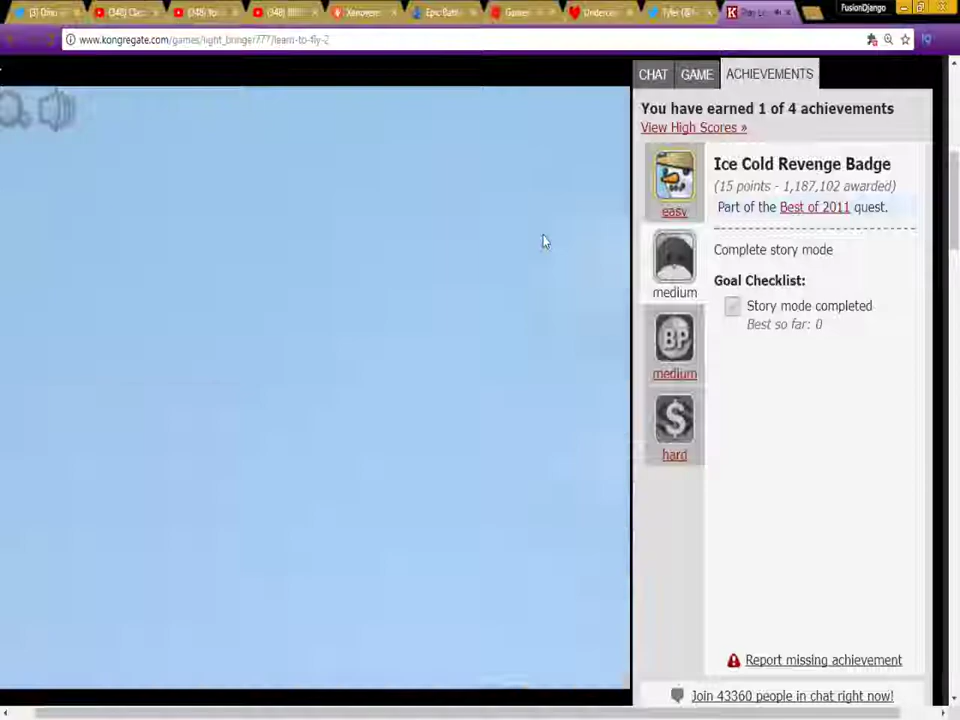 FusionDjango
www.kongregate.com/games/light_bringer777/learn-to-fly-2
CHAT GAME ACHIEVEMENTS
You have earned 1 of 4 achievements
View High Scores »
easy
medium
BP
medium
$
hard
Ice Cold Revenge Badge
(15 points - 1,187,102 awarded)
Part of the Best of 2011 quest.
Complete story mode
Goal Checklist:
Story mode completed
Best so far: 0
Report missing achievement
Join 43360 people in chat right now!